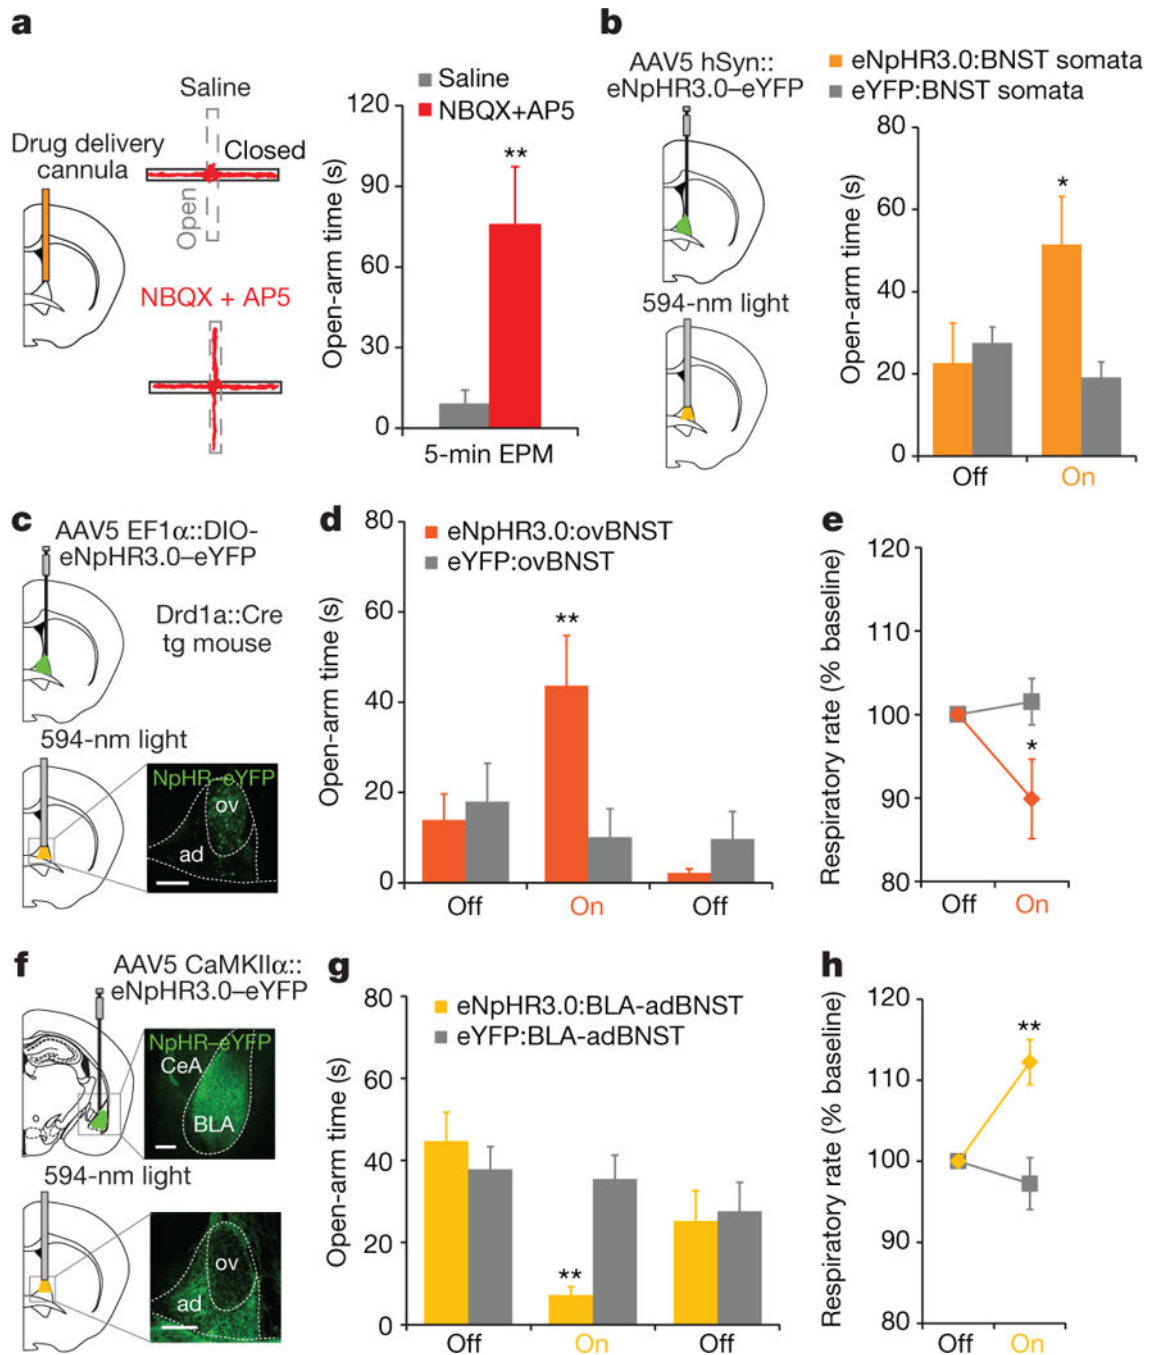 a
Saline
Drug delivery
cannula
Closed
Open
NBQX + AP5
Saline
NBQX+AP5
**
Open-arm time (s)
120
90
60
30
0
5-min EPM
b
AAV5 hSyn::
eNpHR3.0–eYFP
594-nm light
eNpHR3.0:BNST somata
eYFP:BNST somata
*
Open-arm time (s)
80
60
40
20
0
Off
On
c
AAV5 EF1α::DIO-
eNpHR3.0–eYFP
Drd1a::Cre
tg mouse
594-nm light
NpHR–eYFP
ov
ad
d
eNpHR3.0:ovBNST
eYFP:ovBNST
**
Open-arm time (s)
80
60
40
20
0
Off
On
Off
e
Respiratory rate (% baseline)
120
110
100
90
80
*
Off
On
f
AAV5 CaMKIIα::
eNpHR3.0–eYFP
NpHR–eYFP
CeA
BLA
594-nm light
ov
ad
g
eNpHR3.0:BLA-adBNST
eYFP:BLA-adBNST
**
Open-arm time (s)
80
60
40
20
0
Off
On
Off
h
Respiratory rate (% baseline)
120
110
100
90
80
**
Off
On